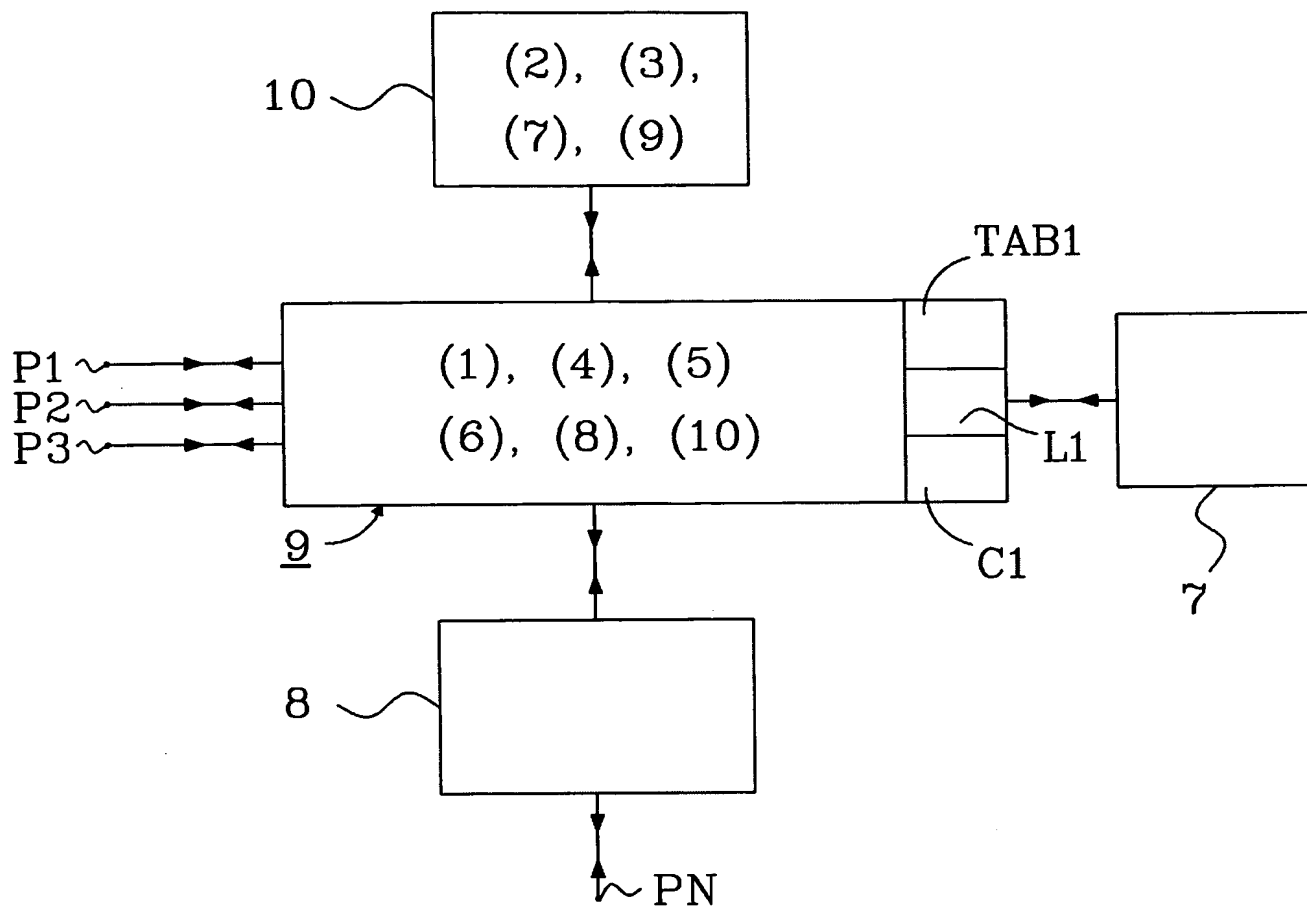 10
(2), (3),
(7), (9)
TAB1
P1
P2
P3
(1), (4), (5)
(6), (8), (10)
L1
9
C1
7
8
PN